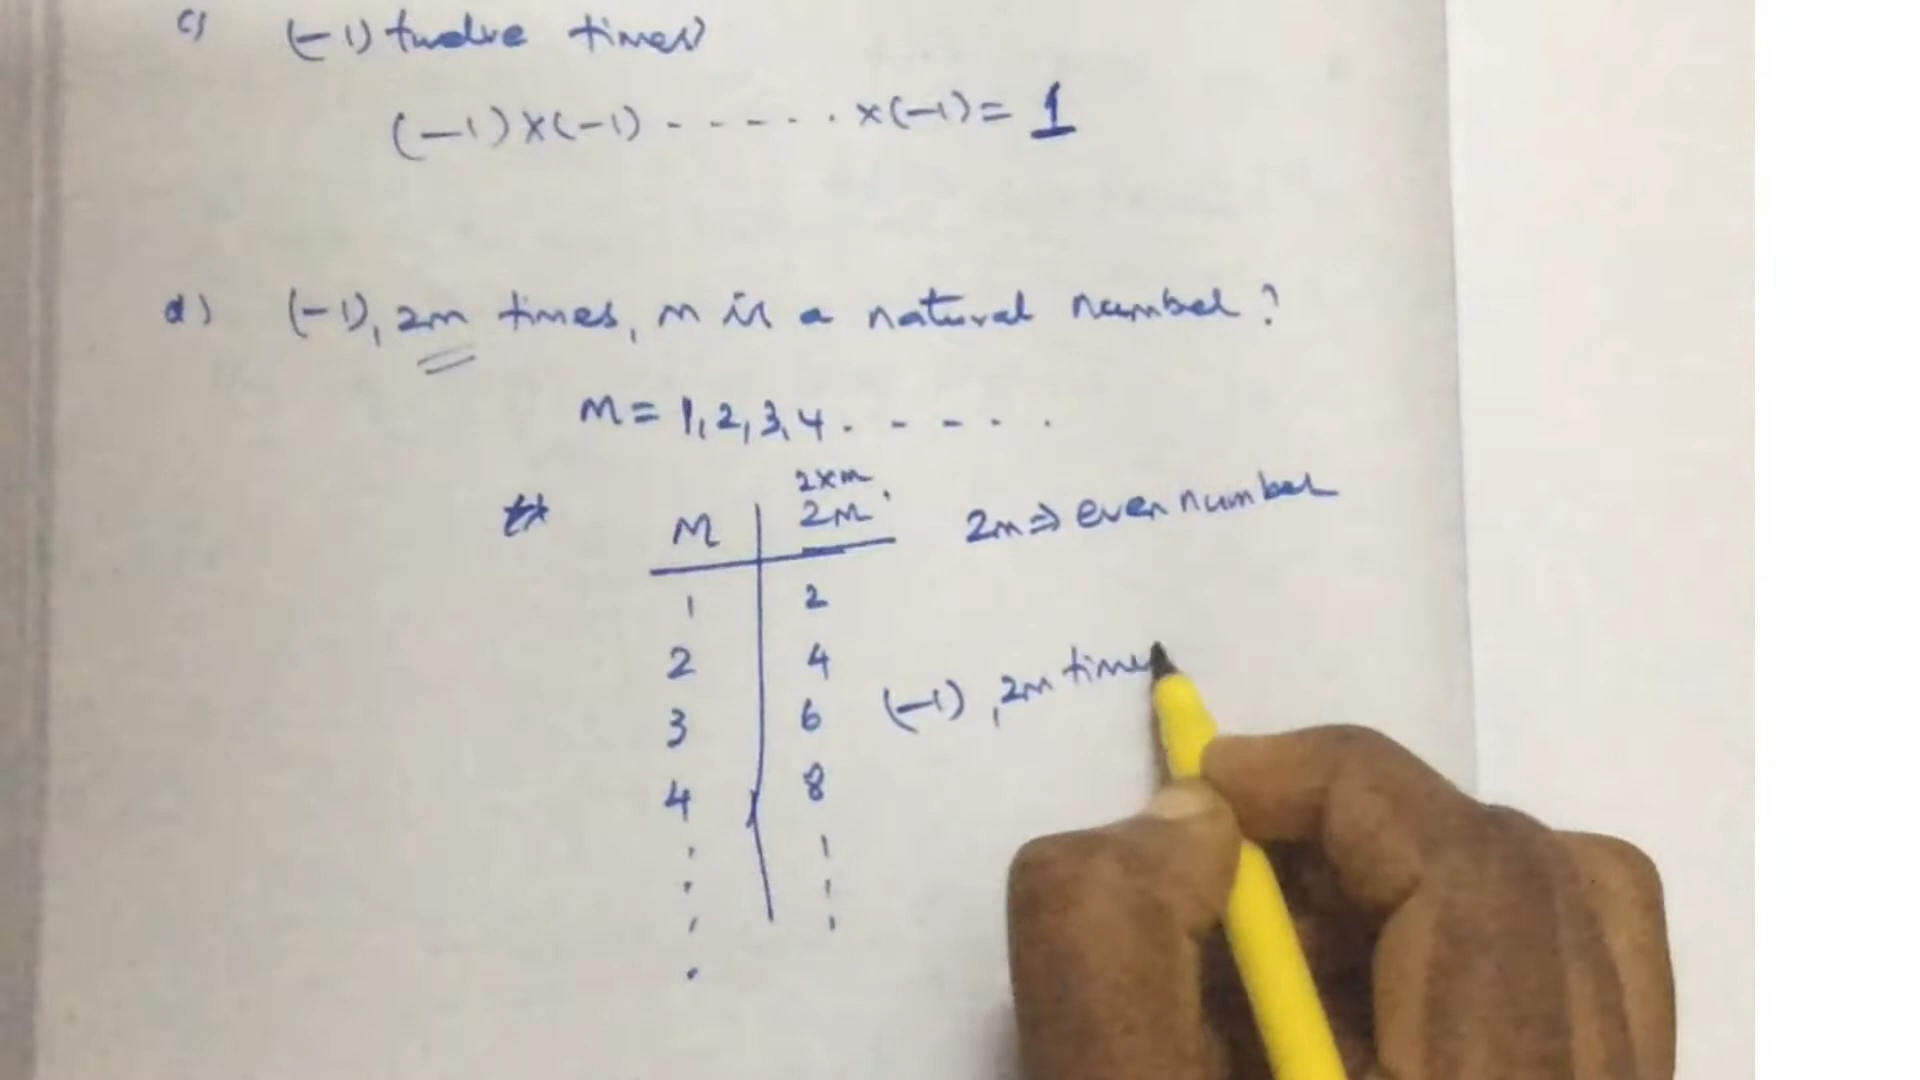 c) (-1) twelve times
(-1)×(-1) - - - - - · ×(-1) = 1
d) (-1), 2m times, m is a natural number?
m = 1, 2, 3, 4 . - - - - .
2×m
m 2m 2m ⇒ even number
1 2
2 4
3 6 (-1), 2m times
4 8